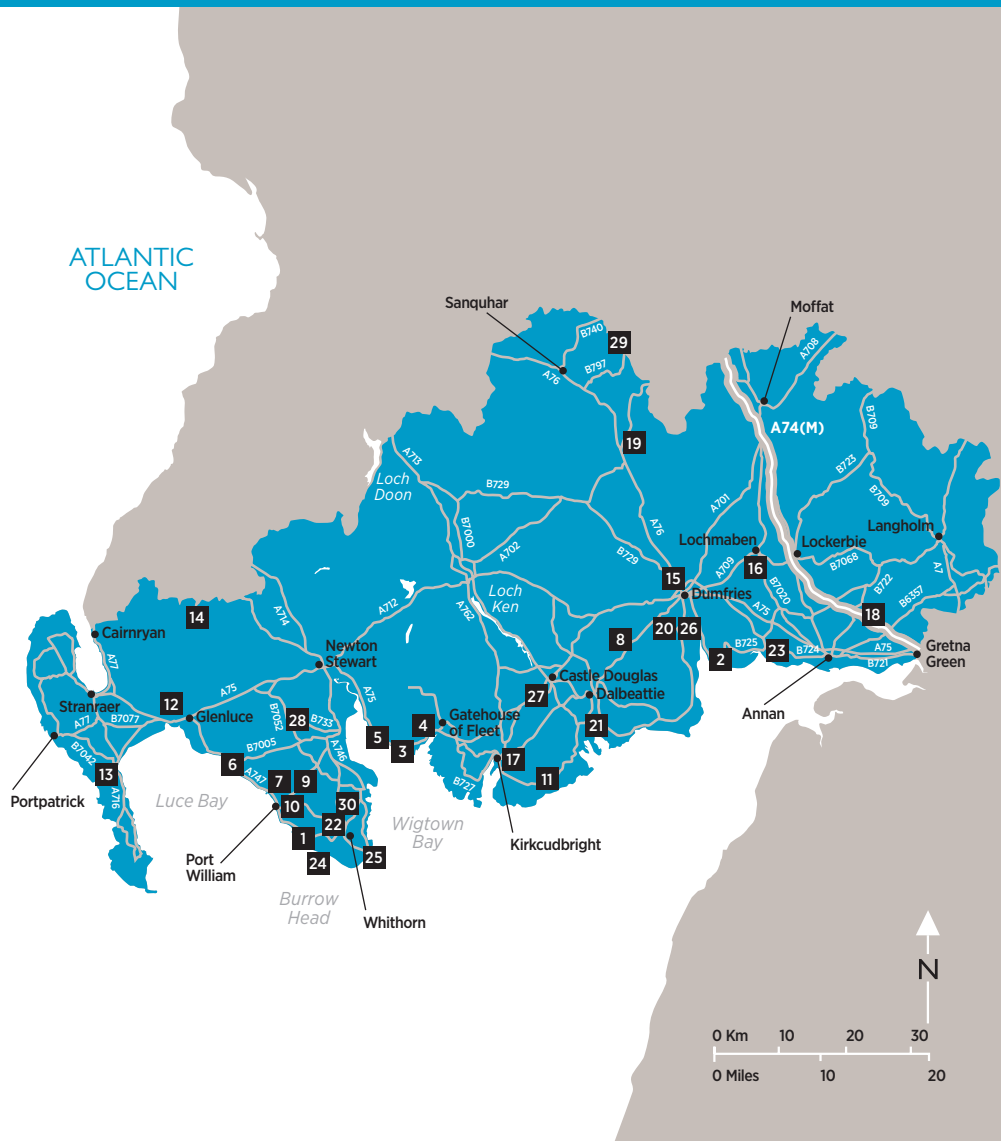 ATLANTIC
OCEAN
Sanquhar
Moffat
B740
29
A708
B797
A76
A74(M)
B709
A713
19
Loch
Doon
B723
B729
B709
A701
B7000
A76
Langholm
Lochmaben
Lockerbie
A702
B729
16
B7068
A7
A709
15
B7020
B722
Loch
Ken
Dumfries
A75
B6357
A712
A762
14
A714
18
Cairnryan
20
26
8
B725
23
B724
A75
Gretna
Green
Newton
Stewart
A77
2
B721
Castle Douglas
A75
A75
27
Dalbeattie
Stranraer
12
Annan
Glenluce
B7052
28
B733
4
Gatehouse
of Fleet
A77
B7077
21
5
3
A746
B7042
B7005
6
17
13
A747
7
9
B727
11
A716
Portpatrick
Luce Bay
10
30
22
Wigtown
Bay
1
Kirkcudbright
Port
William
24
25
Burrow
Head
Whithorn
N
0 Km
10
20
30
0 Miles
10
20